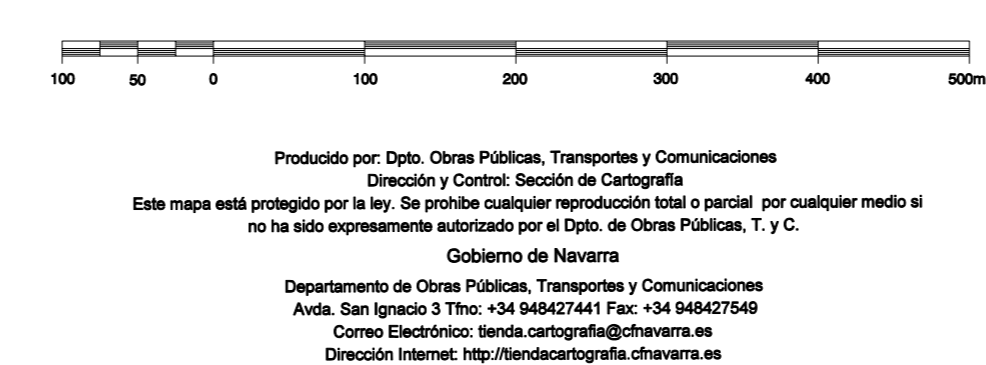 100 50 0 100 200 300 400 500m
Producido por: Dpto. Obras Públicas, Transportes y Comunicaciones
Dirección y Control: Sección de Cartografía
Este mapa está protegido por la ley. Se prohibe cualquier reproducción total o parcial por cualquier medio si
no ha sido expresamente autorizado por el Dpto. de Obras Públicas, T. y C.
Gobierno de Navarra
Departamento de Obras Públicas, Transportes y Comunicaciones
Avda. San Ignacio 3 Tfno: +34 948427441 Fax: +34 948427549
Correo Electrónico: tienda.cartografia@cfnavarra.es
Dirección Internet: http://tiendacartografia.cfnavarra.es